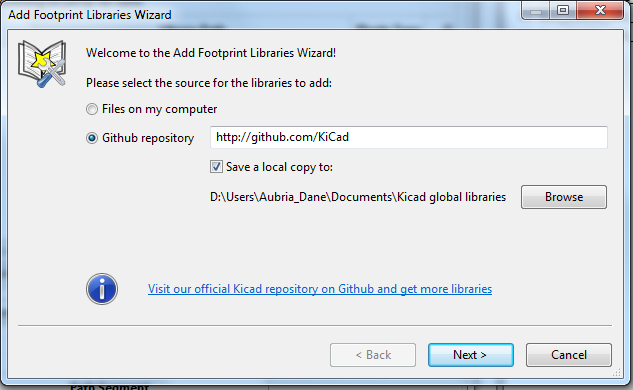 Add Footprint Libraries Wizard
Welcome to the Add Footprint Libraries Wizard!
Please select the source for the libraries to add:
Files on my computer
Github repository
http://github.com/KiCad
Save a local copy to:
D:\Users\Aubria_Dane\Documents\Kicad global libraries
Browse
Visit our official Kicad repository on Github and get more libraries
< Back
Next >
Cancel
Path Segment